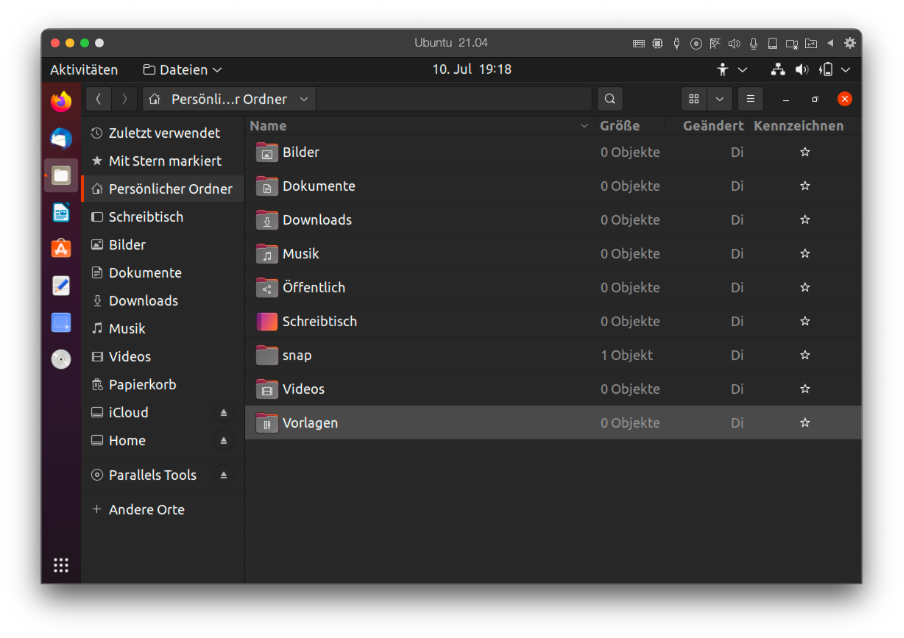 Ubuntu 21.04
Aktivitäten Dateien 10. Jul 19:18
Persönli…r Ordner
Name Größe Geändert Kennzeichnen
Zuletzt verwendet
Mit Stern markiert
Persönlicher Ordner
Schreibtisch
Bilder
Dokumente
Downloads
Musik
Videos
Papierkorb
iCloud
Home
Parallels Tools
+ Andere Orte
Bilder 0 Objekte Di
Dokumente 0 Objekte Di
Downloads 0 Objekte Di
Musik 0 Objekte Di
Öffentlich 0 Objekte Di
Schreibtisch 0 Objekte Di
snap 1 Objekt Di
Videos 0 Objekte Di
Vorlagen 0 Objekte Di